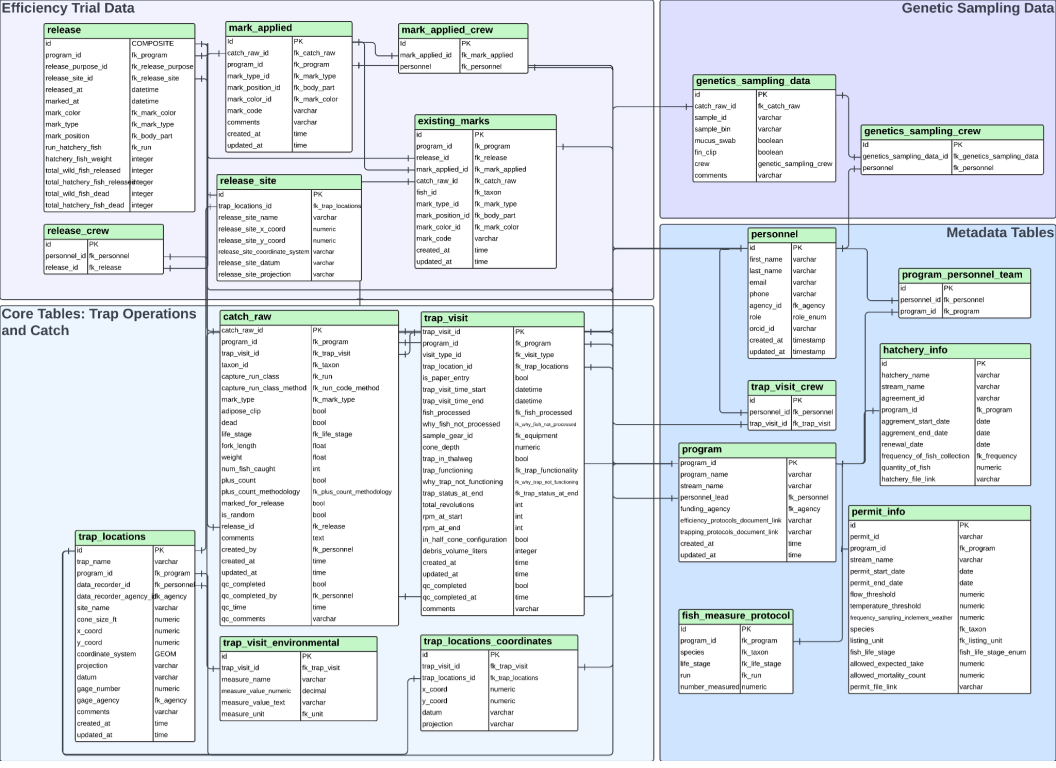 Efficiency Trial Data
release
id COMPOSITE
program_id fk_program
release_purpose_id fk_release_purpose
release_site_id fk_release_site
released_at datetime
marked_at datetime
mark_color fk_mark_color
mark_type fk_mark_type
mark_position fk_body_part
run_hatchery_fish fk_run
hatchery_fish_weight integer
total_wild_fish_released integer
total_hatchery_fish_released integer
total_wild_fish_dead integer
total_hatchery_fish_dead integer
release_crew
id
personnel_id fk_personnel
release_id fk_release
mark_applied
Id PK
catch_raw_id fk_catch_raw
program_id fk_program
mark_type_id fk_mark_type
mark_position_id fk_body_part
mark_color_id fk_mark_color
mark_code varchar
comments varchar
created_at time
updated_at time
mark_applied_crew
Id PK
mark_applied_id fk_mark_applied
personnel fk_personnel
existing_marks
Id PK
program_id fk_program
release_id fk_release
mark_applied_id fk_mark_applied
catch_raw_id fk_catch_raw
fish_id fk_taxon
mark_type_id fk_mark_type
mark_position_id fk_body_part
mark_color_id fk_mark_color
mark_code varchar
created_at time
updated_at time
release_site
id PK
trap_locations_id fk_trap_locations
release_site_name varchar
release_site_x_coord numeric
release_site_y_coord numeric
release_site_coordinate_system varchar
release_site_datum varchar
release_site_projection varchar
Genetic Sampling Data
genetics_sampling_data
id PK
catch_raw_id fk_catch_raw
sample_id varchar
sample_bin varchar
mucus_swab boolean
fin_clip boolean
crew genetic_sampling_crew
comments varchar
genetics_sampling_crew
Id PK
genetics_sampling_data_id fk_genetics_sampling_data
personnel fk_personnel
Core Tables: Trap Operations
and Catch
catch_raw
catch_raw_id PK
program_id fk_program
trap_visit_id fk_trap_visit
taxon_id fk_taxon
capture_run_class fk_run
capture_run_class_method fk_run_code_method
mark_type fk_mark_type
adipose_clip bool
dead bool
life_stage fk_life_stage
fork_length float
weight float
num_fish_caught int
plus_count bool
plus_count_methodology fk_plus_count_methodology
marked_for_release bool
is_random bool
release_id fk_release
comments text
created_by fk_personnel
created_at time
updated_at time
qc_completed bool
qc_completed_by fk_personnel
qc_time time
qc_comments varchar
trap_visit
trap_visit_id PK
program_id fk_program
visit_type_id fk_visit_type
trap_location_id fk_trap_locations
is_paper_entry bool
trap_visit_time_start datetime
trap_visit_time_end datetime
fish_processed fk_fish_processed
why_fish_not_processed fk_why_fish_not_processed
sample_gear_id fk_equipment
cone_depth numeric
trap_in_thalweg bool
trap_functioning fk_trap_functionality
why_trap_not_functioning fk_why_trap_not_functioning
trap_status_at_end fk_trap_status_at_end
total_revolutions int
rpm_at_start int
rpm_at_end int
in_half_cone_configuration bool
debris_volume_liters integer
created_at time
updated_at time
qc_completed bool
qc_completed_at time
comments varchar
trap_locations
id PK
trap_name varchar
program_id fk_program
data_recorder_id fk_personnel
data_recorder_agency_id fk_agency
site_name varchar
cone_size_ft numeric
x_coord numeric
y_coord numeric
coordinate_system GEOM
projection varchar
datum varchar
gage_number numeric
gage_agency fk_agency
comments varchar
created_at time
updated_at time
trap_visit_environmental
id PK
trap_visit_id fk_trap_visit
measure_name varchar
measure_value_numeric decimal
measure_value_text varchar
measure_unit fk_unit
trap_locations_coordinates
id PK
trap_visit_id fk_trap_visit
trap_locations_id fk_trap_locations
x_coord numeric
y_coord numeric
datum varchar
projection varchar
Metadata Tables
personnel
id PK
first_name varchar
last_name varchar
email varchar
phone varchar
agency_id fk_agency
role role_enum
orcid_id varchar
created_at timestamp
updated_at timestamp
program_personnel_team
id PK
personnel_id fk_personnel
program_id fk_program
hatchery_info
id PK
hatchery_name varchar
stream_name varchar
agreement_id varchar
program_id fk_program
aggrement_start_date date
aggrement_end_date date
renewal_date date
frequency_of_fish_collection fk_frequency
quantity_of_fish numeric
hatchery_file_link varchar
trap_visit_crew
id PK
personnel_id fk_personnel
trap_visit_id fk_trap_visit
program
program_id PK
program_name varchar
stream_name varchar
personnel_lead fk_personnel
funding_agency fk_agency
efficiency_protocols_document_link varchar
trapping_protocols_document_link varchar
created_at time
updated_at time
permit_info
id PK
permit_id varchar
program_id fk_program
stream_name varchar
permit_start_date date
permit_end_date date
flow_threshold numeric
temperature_threshold numeric
frequency_sampling_inclement_weather numeric
species fk_taxon
listing_unit fk_listing_unit
fish_life_stage fish_life_stage_enum
allowed_expected_take numeric
allowed_mortality_count numeric
permit_file_link varchar
fish_measure_protocol
Id PK
program_id fk_program
species fk_taxon
life_stage fk_life_stage
run fk_run
number_measured numeric